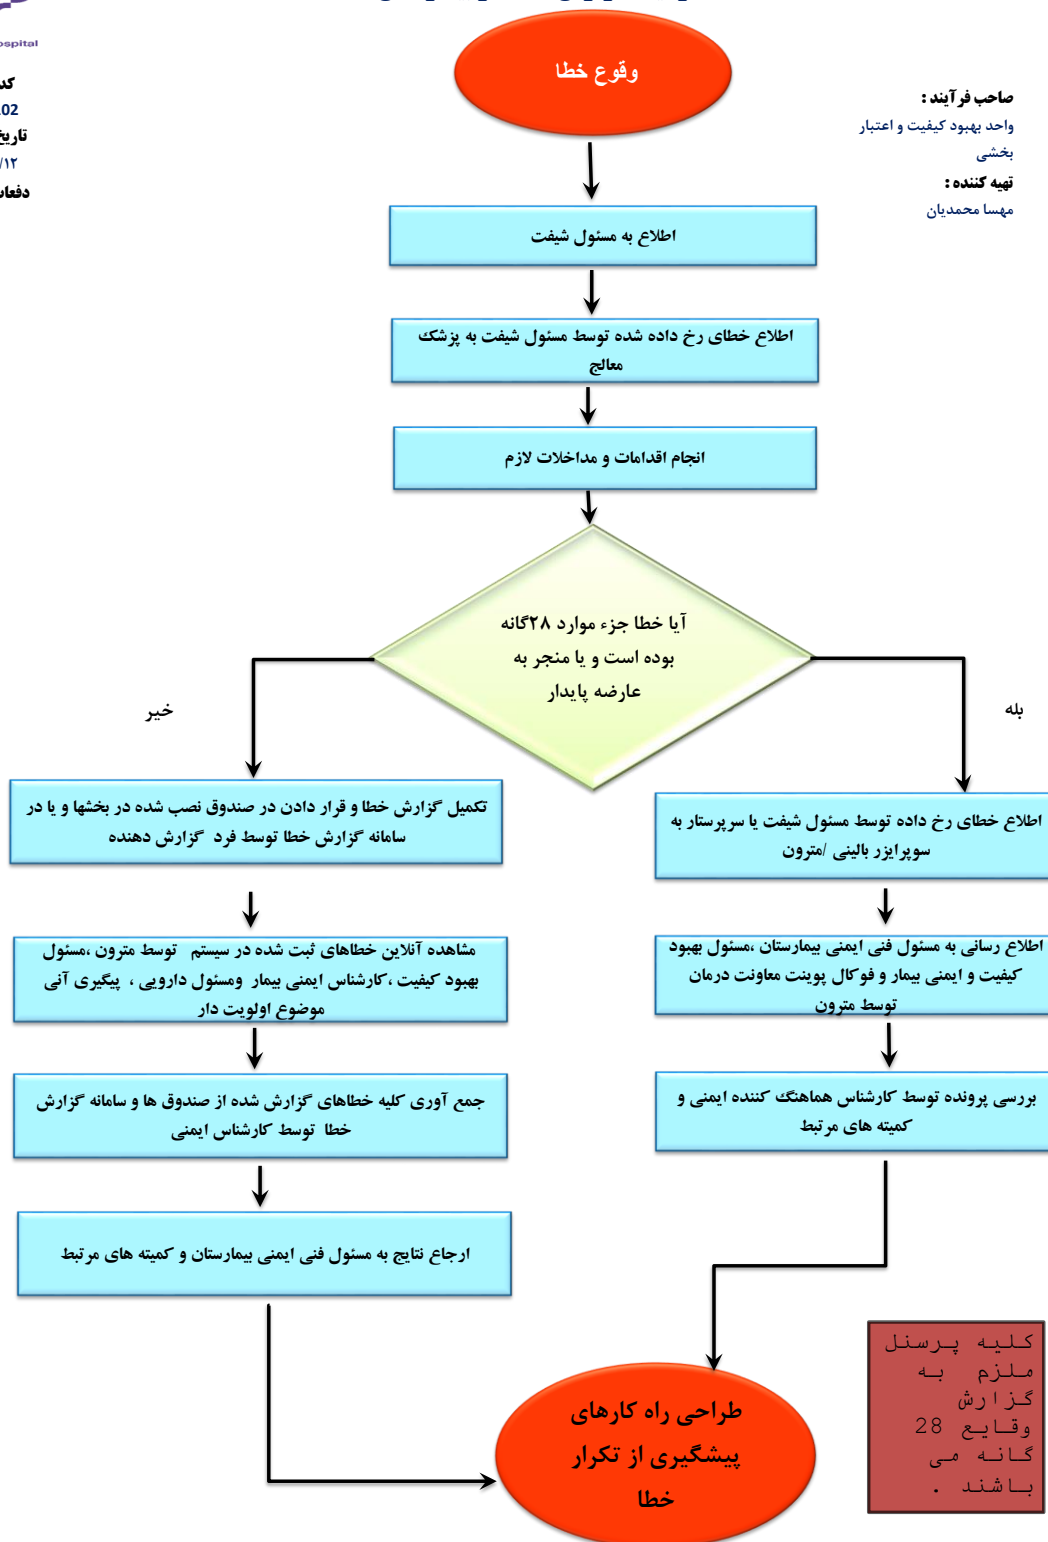 وقوع خطا
صاحب فرآیند :
واحد بهبود کیفیت و اعتبار
بخشی
تهیه کننده :
مهسا محمدیان
اطلاع به مسئول شیفت
اطلاع خطای رخ داده شده توسط مسئول شیفت به پزشک
معالج
انجام اقدامات و مداخلات لازم
آیا خطا جزء موارد ۲۸گانه
بوده است و یا منجر به
عارضه پایدار
بله
خیر
اطلاع خطای رخ داده توسط مسئول شیفت یا سرپرستار به
سوپرایزر بالینی /مترون
اطلاع رسانی به مسئول فنی ایمنی بیمارستان ،مسئول بهبود
کیفیت و ایمنی بیمار و فوکال پوینت معاونت درمان
توسط مترون
بررسی پرونده توسط کارشناس هماهنگ کننده ایمنی و
کمیته های مرتبط
تکمیل گزارش خطا و قرار دادن در صندوق نصب شده در بخشها و یا در
سامانه گزارش خطا توسط فرد گزارش دهنده
مشاهده آنلاین خطاهای ثبت شده در سیستم توسط مترون ،مسئول
بهبود کیفیت ،کارشناس ایمنی بیمار ومسئول دارویی ، پیگیری آنی
موضوع اولویت دار
جمع آوری کلیه خطاهای گزارش شده از صندوق ها و سامانه گزارش
خطا توسط کارشناس ایمنی
ارجاع نتایج به مسئول فنی ایمنی بیمارستان و کمیته های مرتبط
طراحی راه کارهای
پیشگیری از تکرار
خطا
کلیه پرسنل
ملزم به
گزارش
وقایع 28
گانه می
باشند .